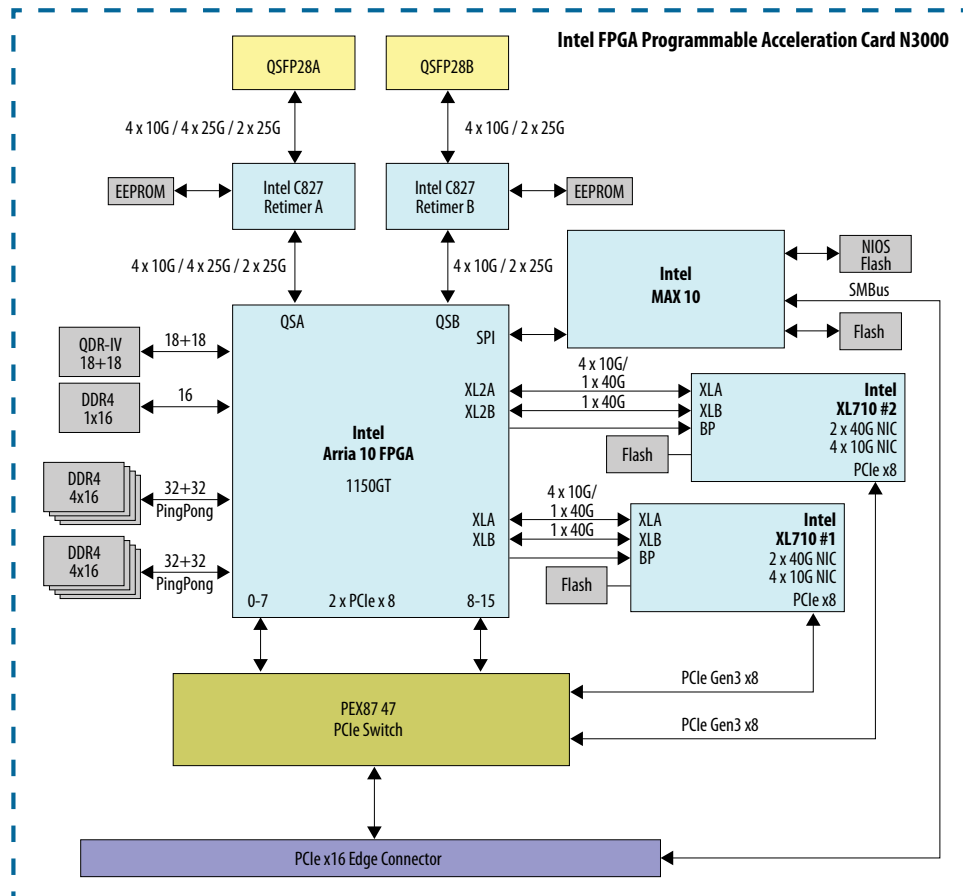 Intel FPGA Programmable Acceleration Card N3000
QSFP28A
QSFP28B
4 x 10G / 4 x 25G / 2 x 25G
4 x 10G / 2 x 25G
EEPROM
Intel C827
Retimer A
Intel C827
Retimer B
EEPROM
4 x 10G / 4 x 25G / 2 x 25G
4 x 10G / 2 x 25G
Intel
MAX 10
NIOS
Flash
SMBus
Flash
QSA
QSB
SPI
QDR-IV
18+18
18+18
DDR4
1x16
16
DDR4
4x16
32+32
PingPong
DDR4
4x16
32+32
PingPong
Intel
Arria 10 FPGA
1150GT
XL2A
XL2B
4 x 10G/
1 x 40G
1 x 40G
XLA
XLB
BP
Intel
XL710 #2
2 x 40G NIC
4 x 10G NIC
PCIe x8
Flash
XLA
XLB
4 x 10G/
1 x 40G
1 x 40G
XLA
XLB
BP
Intel
XL710 #1
2 x 40G NIC
4 x 10G NIC
PCIe x8
Flash
0-7
2 x PCIe x 8
8-15
PEX87 47
PCIe Switch
PCIe Gen3 x8
PCIe Gen3 x8
PCIe x16 Edge Connector